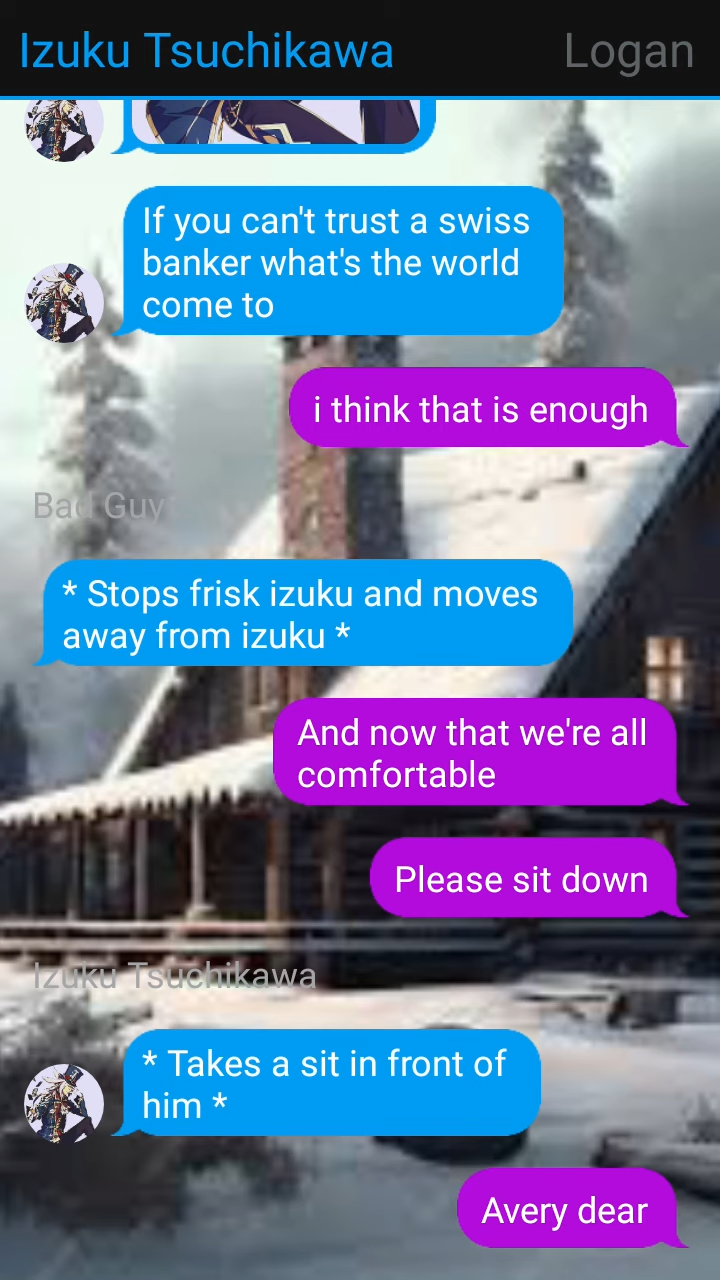 Izuku Tsuchikawa
Logan
If you can't trust a swiss
banker what's the world
come to
i think that is enough
Bad Guy
* Stops frisk izuku and moves
away from izuku *
And now that we're all
comfortable
Please sit down
Izuku Tsuchikawa
* Takes a sit in front of
him *
Avery dear